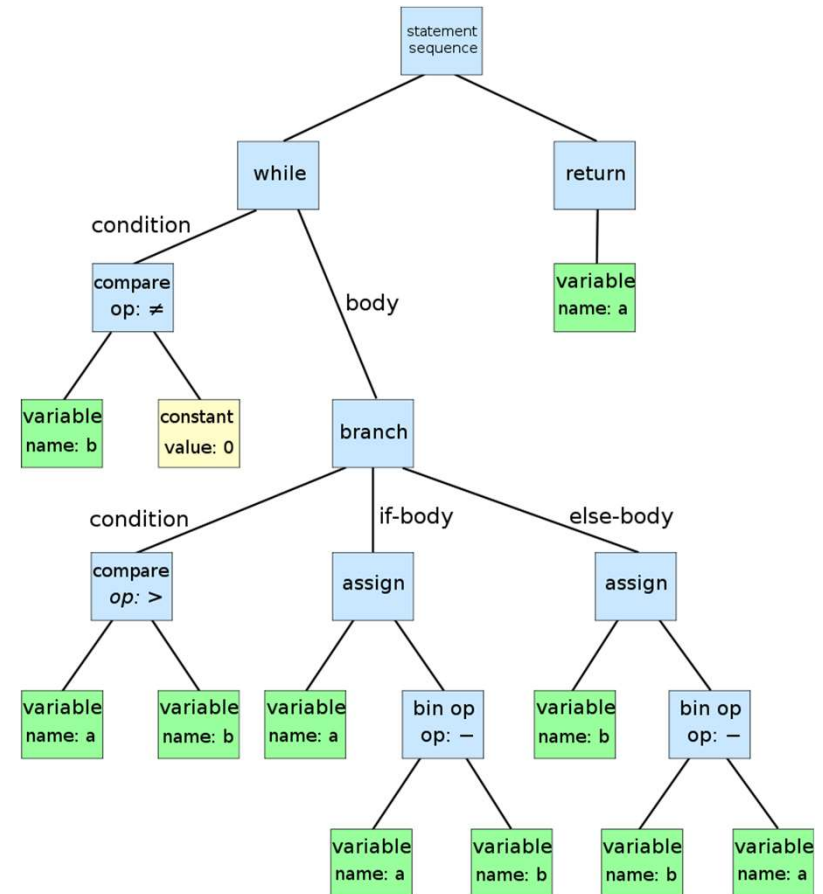 statement
sequence
while
return
condition
compare
op: ≠
body
variable
name: a
variable
name: b
constant
value: 0
branch
condition
if-body
else-body
compare
op: >
assign
assign
variable
name: a
variable
name: b
variable
name: a
bin op
op: −
variable
name: b
bin op
op: −
variable
name: a
variable
name: b
variable
name: b
variable
name: a